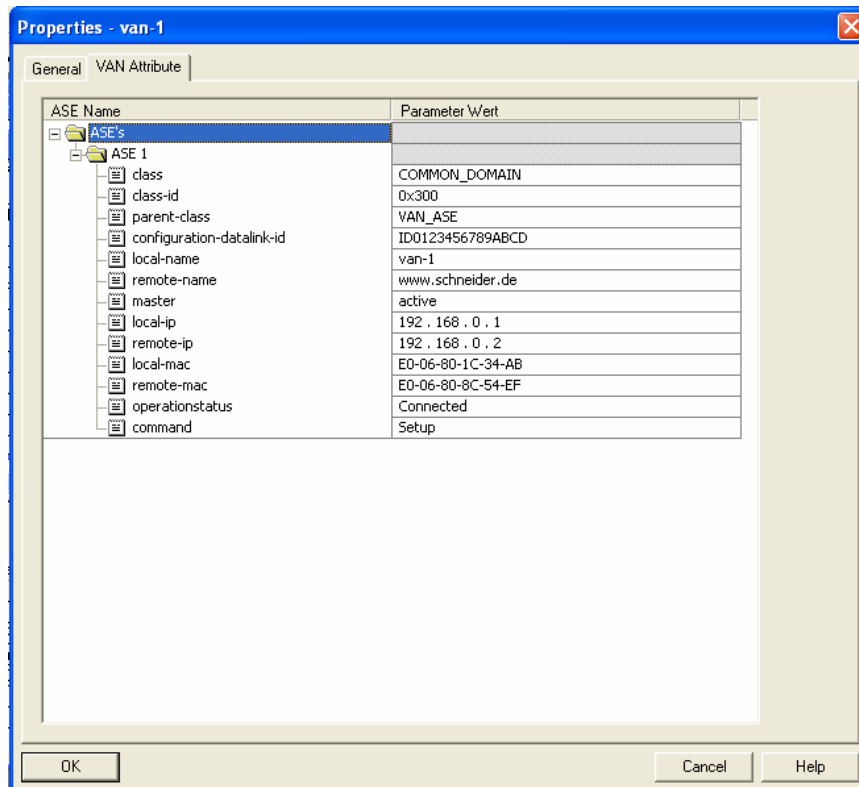 Properties - van-1
General VAN Attribute
ASE Name Parameter Wert
ASE's
ASE 1
class COMMON_DOMAIN
class-id 0x300
parent-class VAN_ASE
configuration-datalink-id ID0123456789ABCD
local-name van-1
remote-name www.schneider.de
master active
local-ip 192 . 168 . 0 . 1
remote-ip 192 . 168 . 0 . 2
local-mac E0-06-80-1C-34-AB
remote-mac E0-06-80-8C-54-EF
operationstatus Connected
command Setup
OK Cancel Help